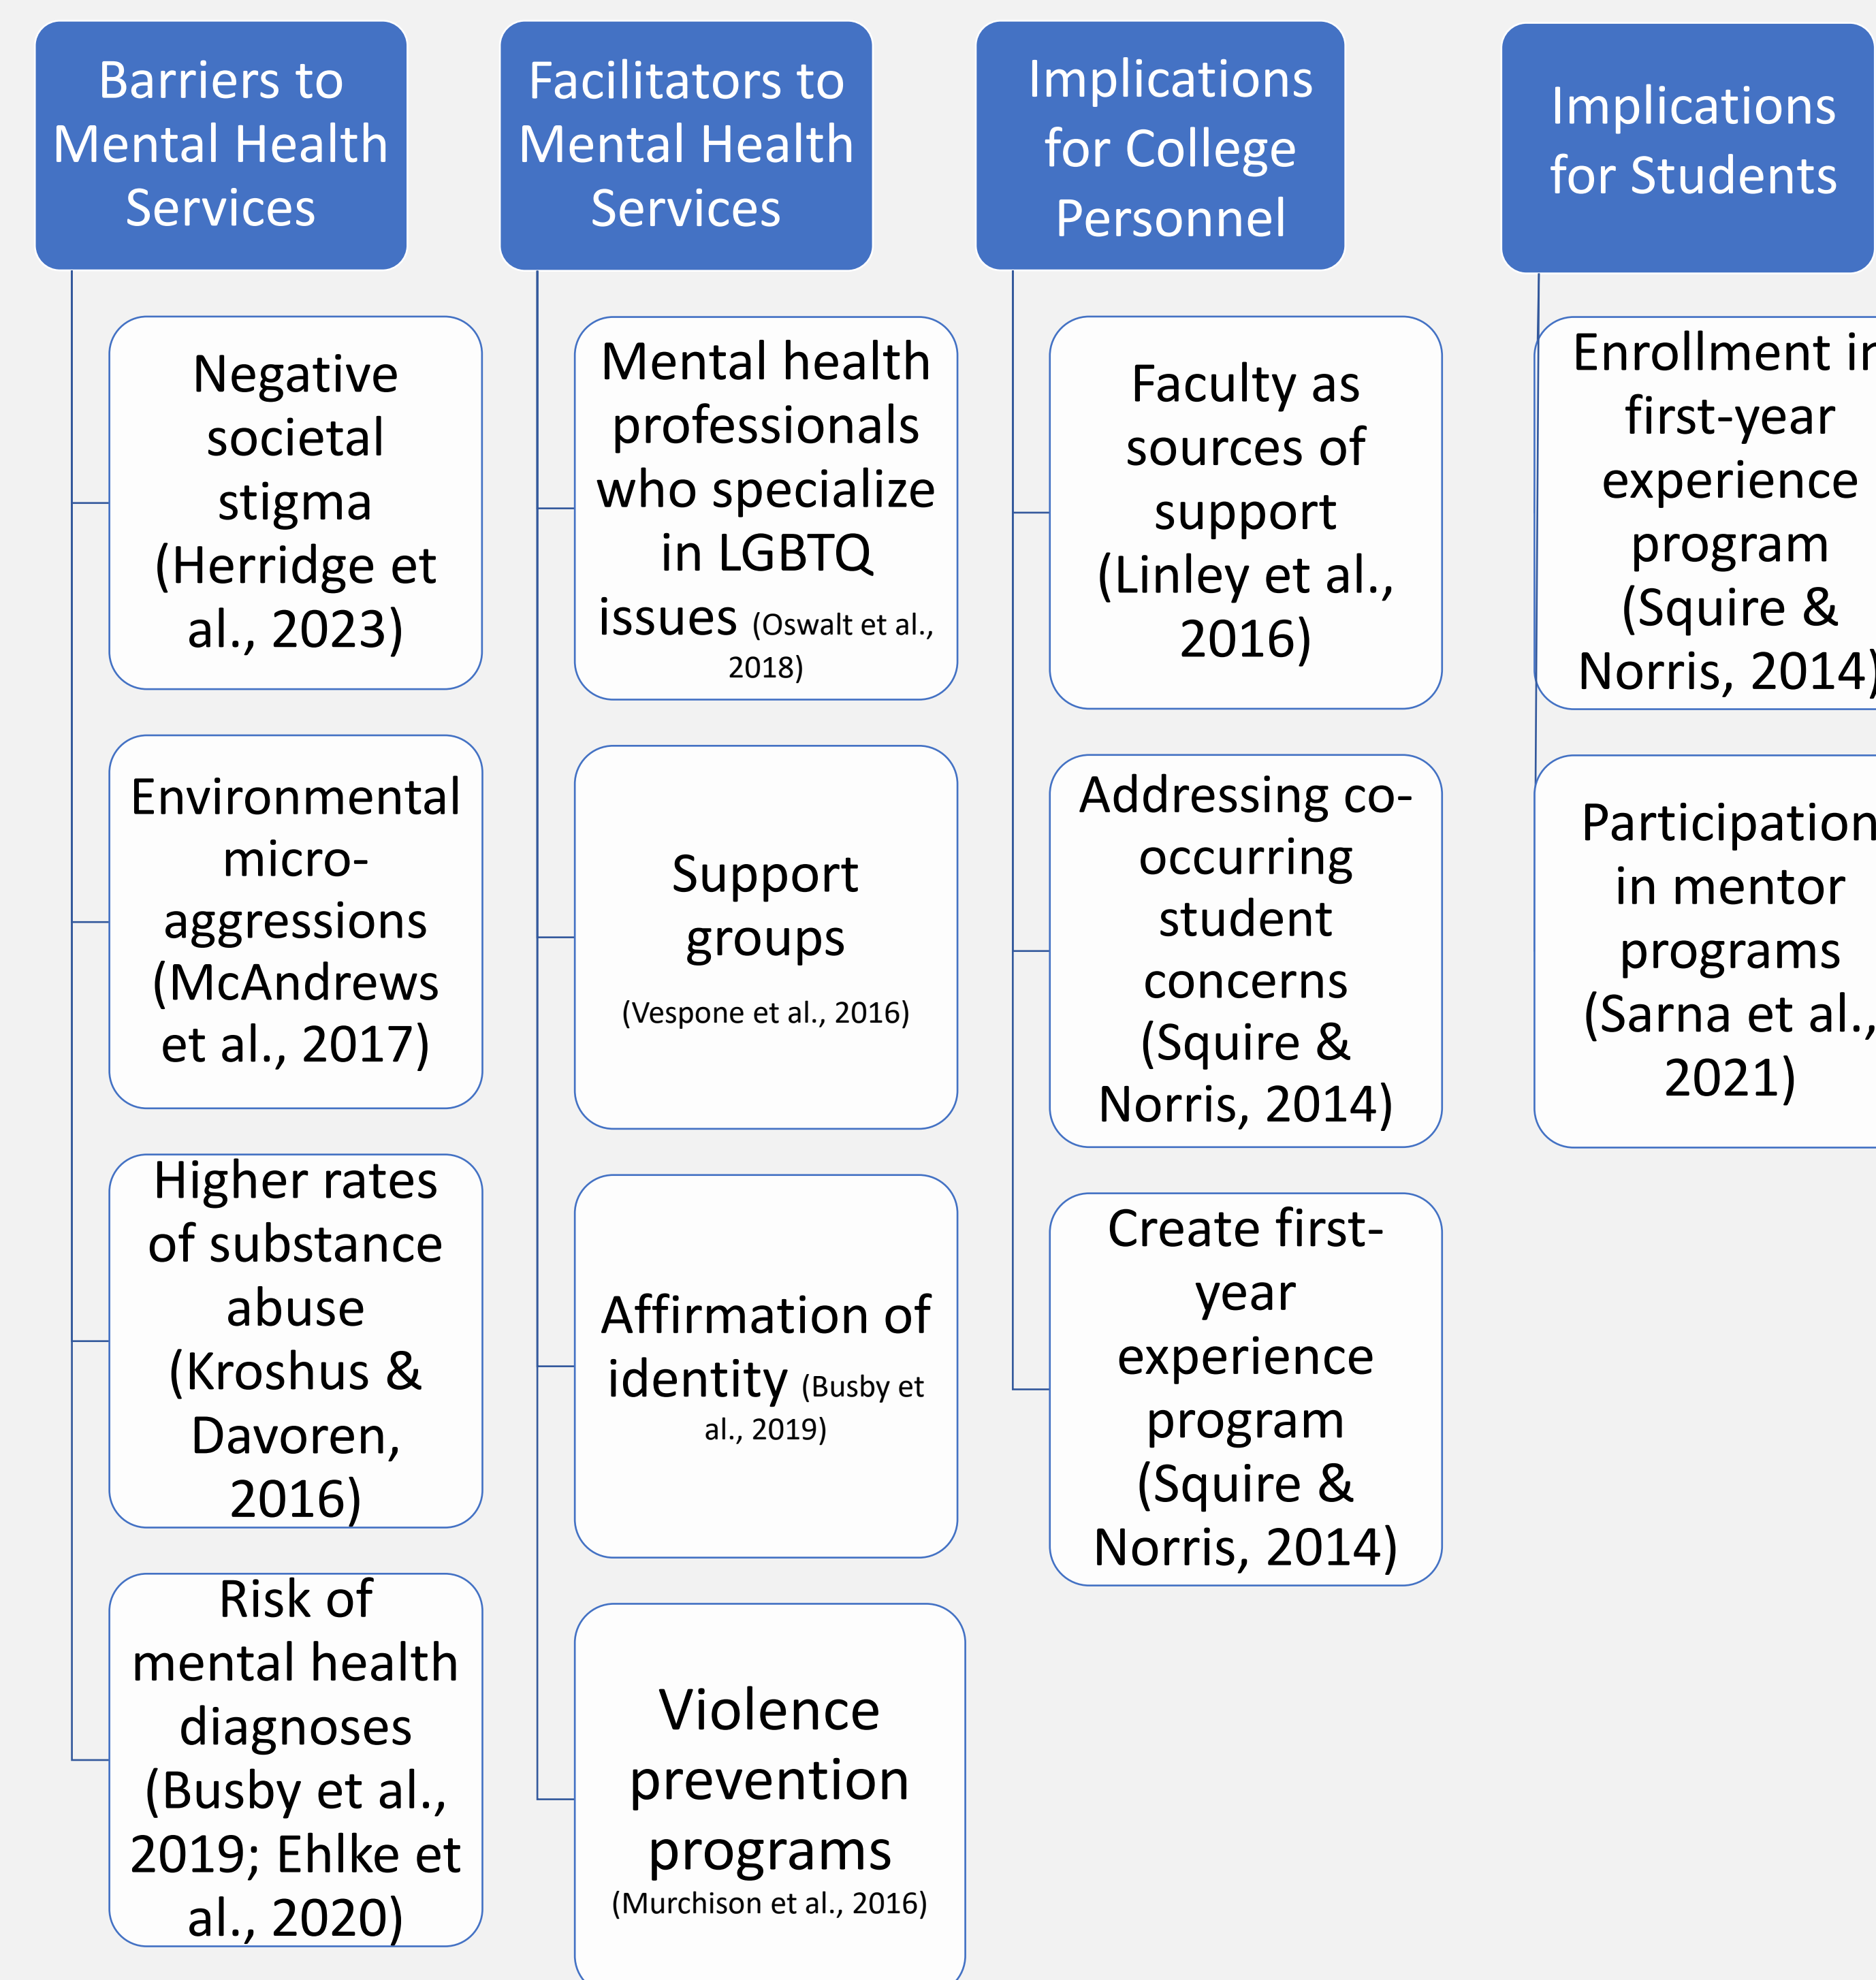 Barriers to
Mental Health
Services
Negative
societal
stigma
(Herridge et
al., 2023)
Environmental
micro-
aggressions
(McAndrews
et al., 2017)
Higher rates
of substance
abuse
(Kroshus &
Davoren,
2016)
Risk of
mental health
diagnoses
(Busby et al.,
2019; Ehlke et
al., 2020)
Facilitators to
Mental Health
Services
Mental health
professionals
who specialize
in LGBTQ
issues (Oswalt et al.,
2018)
Support
groups
(Vespone et al., 2016)
Affirmation of
identity (Busby et
al., 2019)
Violence
prevention
programs
(Murchison et al., 2016)
Implications
for College
Personnel
Faculty as
sources of
support
(Linley et al.,
2016)
Addressing co-
occurring
student
concerns
(Squire &
Norris, 2014)
Create first-
year
experience
program
(Squire &
Norris, 2014)
Implications
for Students
Enrollment in
first-year
experience
program
(Squire &
Norris, 2014)
Participation
in mentor
programs
(Sarna et al.,
2021)